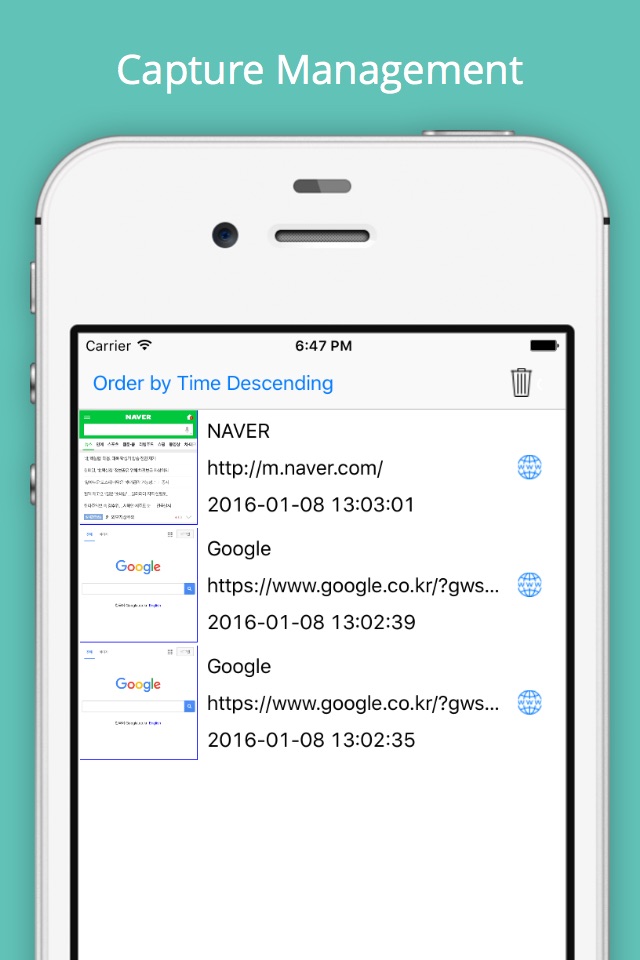 Capture Management
Carrier 6:47 PM
Order by Time Descending
NAVER
NAVER
http://m.naver.com/
2016-01-08 13:03:01
Google
Google
https://www.google.co.kr/?gws...
2016-01-08 13:02:39
Google
Google
https://www.google.co.kr/?gws...
2016-01-08 13:02:35